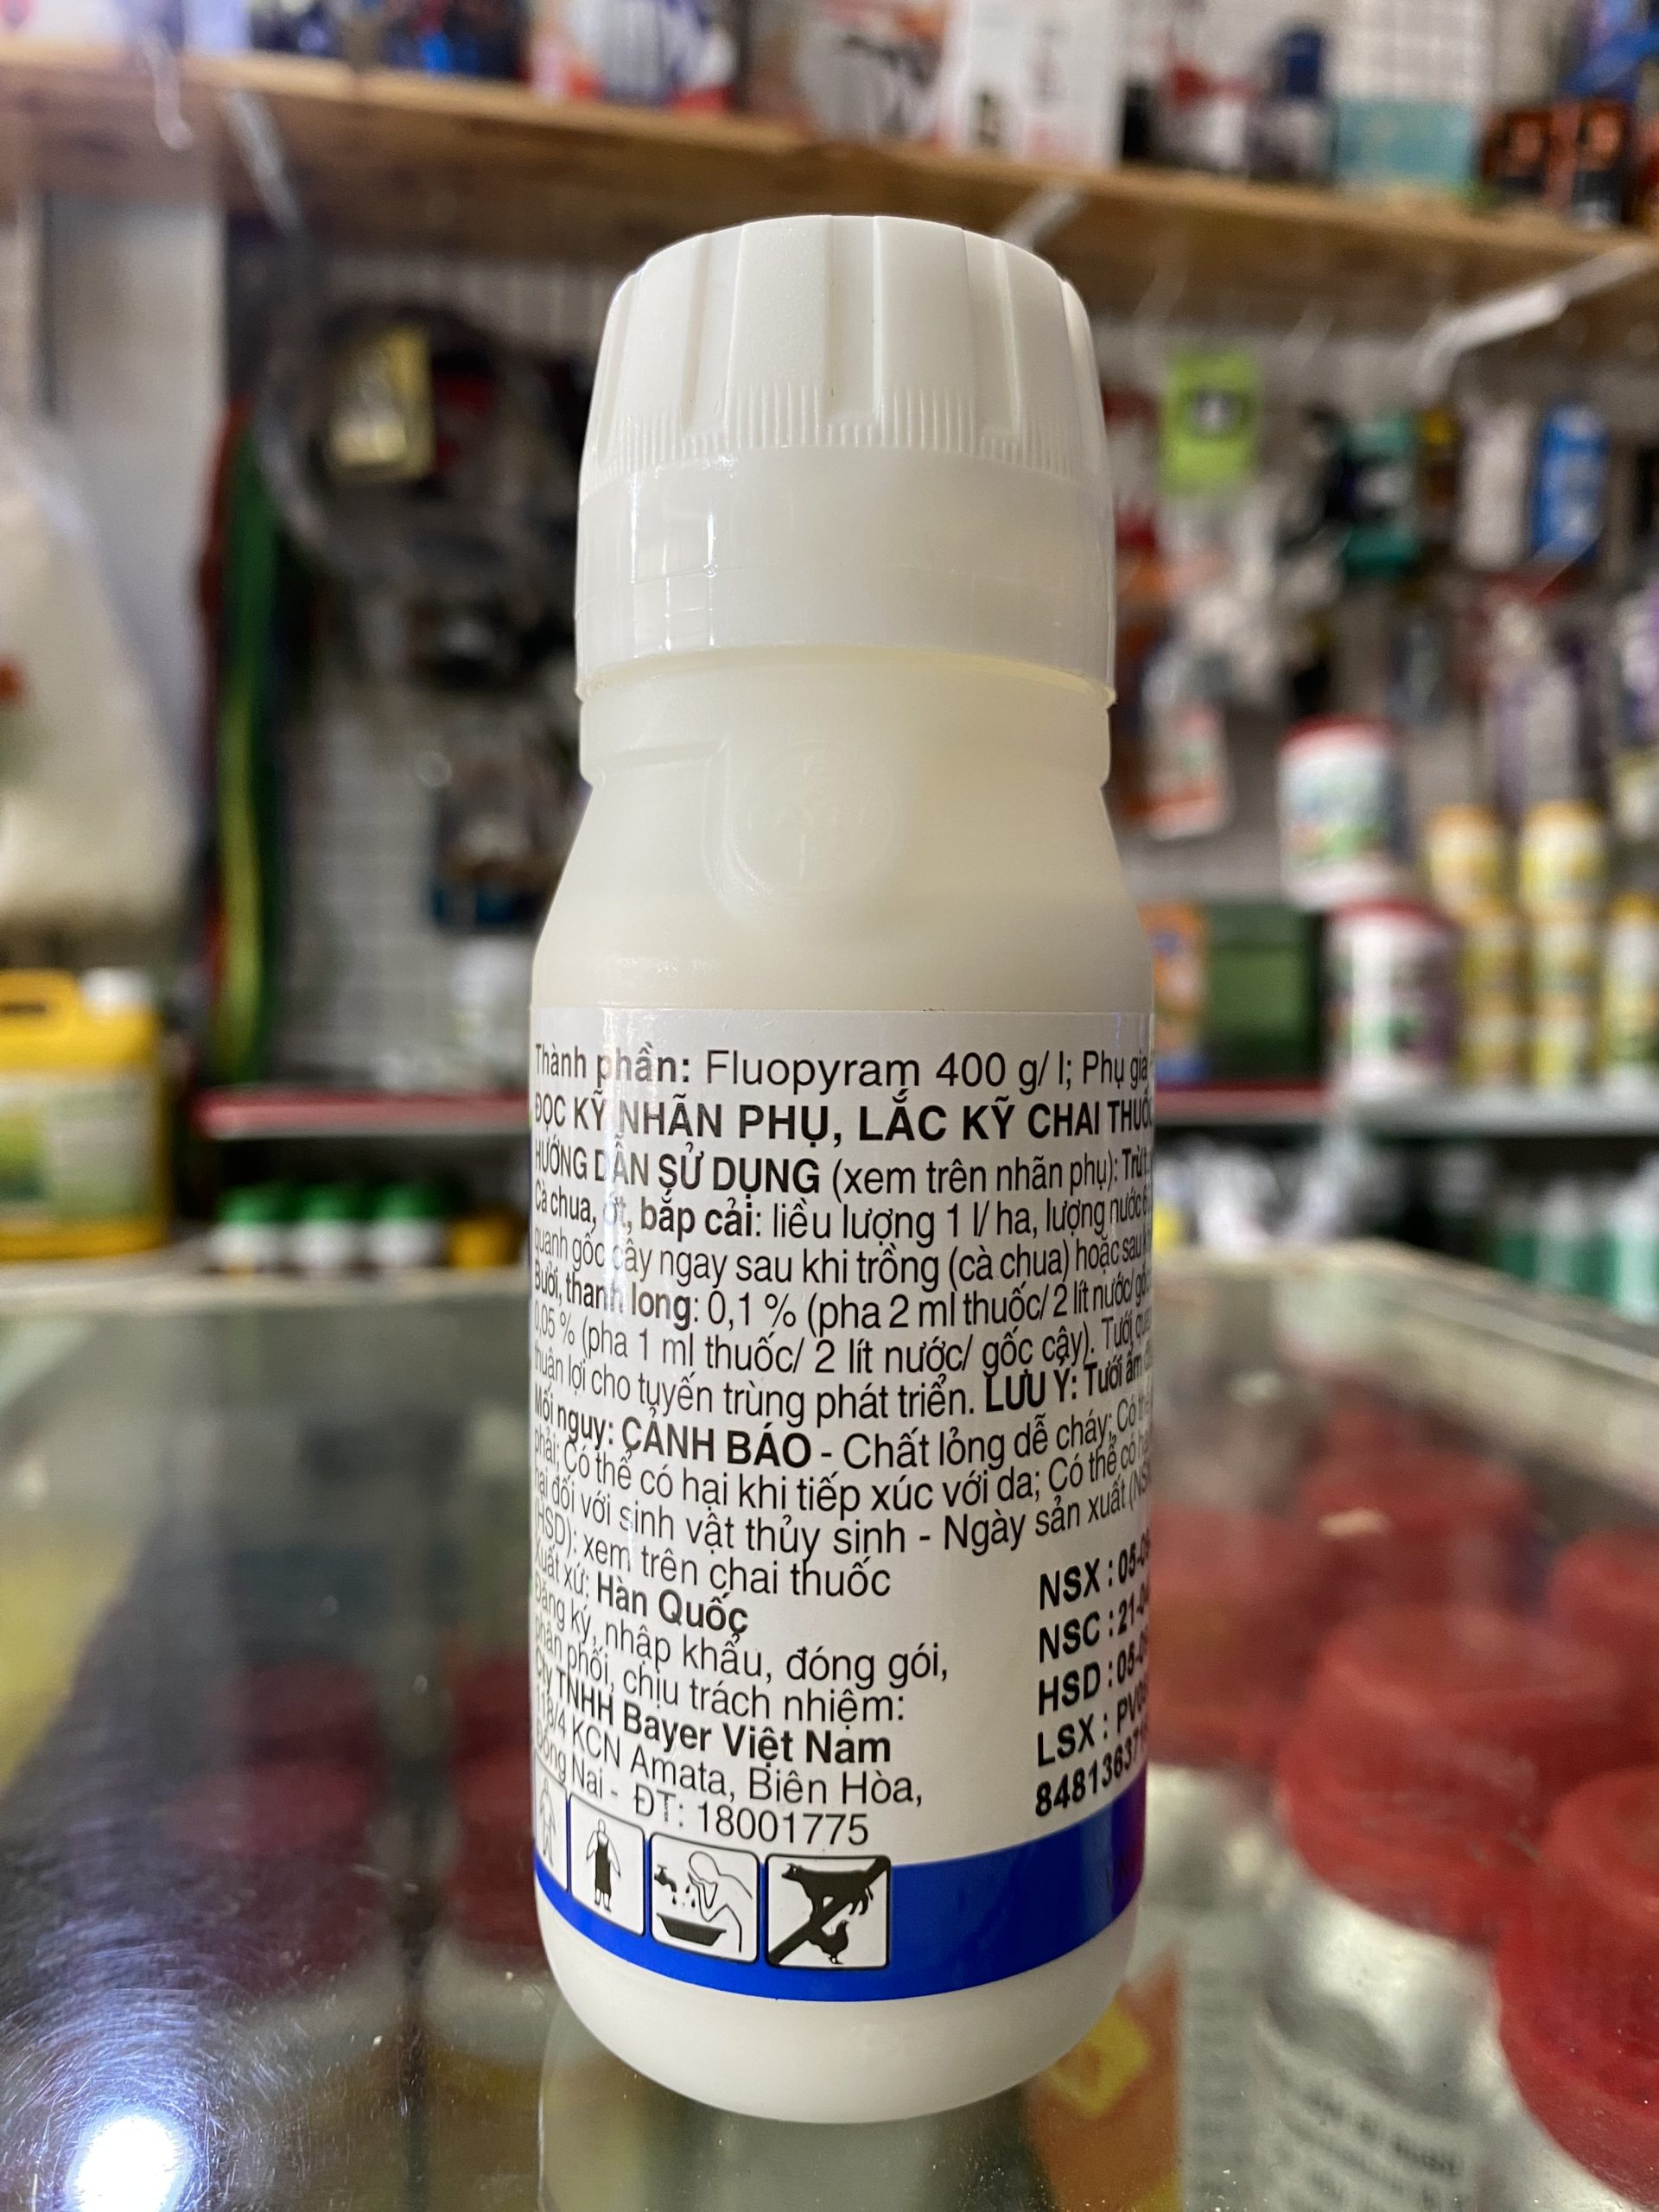 Thành phần: Fluopyram 400 g/ l; Phụ gia
ĐỌC KỸ NHÃN PHỤ, LẮC KỸ CHAI THUỐC
HƯỚNG DẪN SỬ DỤNG (xem trên nhãn phụ): Trừ
Cà chua, ớt, bắp cải: liều lượng 1 l/ ha, lượng nước
quanh gốc cây ngay sau khi trồng (cà chua) hoặc sau
Bưởi, thanh long: 0,1 % (pha 2 ml thuốc/ 2 lít nước/ gốc
0,05 % (pha 1 ml thuốc/ 2 lít nước/ gốc cây). Tưới
thuận lợi cho tuyến trùng phát triển. LƯU Ý: Tưới ẩm
Mối nguy: CẢNH BÁO - Chất lỏng dễ cháy; Có
phải; Có thể có hại khi tiếp xúc với da; Có thể có
hại đối với sinh vật thủy sinh - Ngày sản xuất
(HSD): xem trên chai thuốc
Xuất xứ: Hàn Quốc
Đăng ký, nhập khẩu, đóng gói,
phân phối, chịu trách nhiệm:
Cty TNHH Bayer Việt Nam
118/4 KCN Amata, Biên Hòa,
Đồng Nai - ĐT: 18001775
NSX : 05-
NSC : 21-
HSD : 05-
LSX : PV
84813637